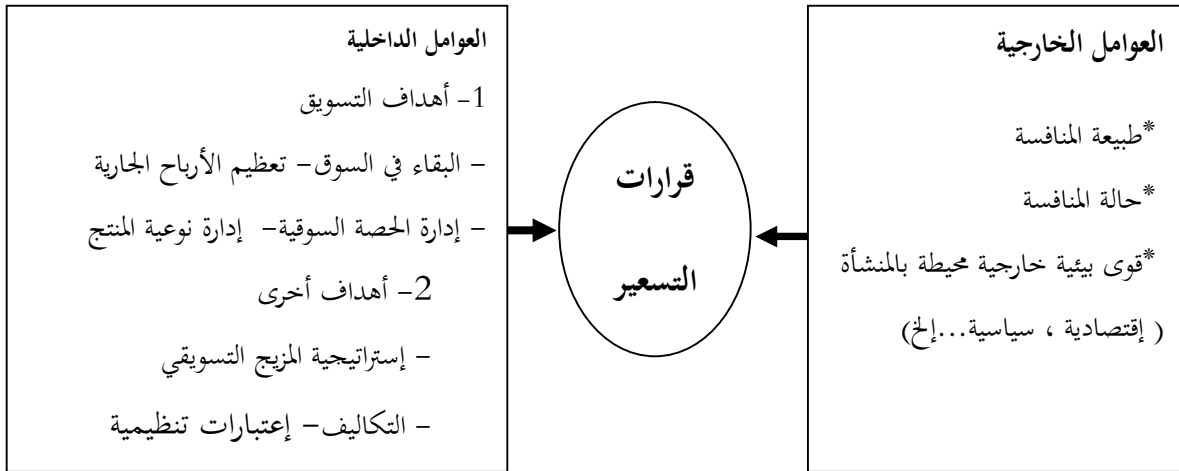 العوامل الخارجية
*طبيعة المنافسة
*حالة المنافسة
*قوى بيئية خارجية محيطة بالمنشأة
( إقتصادية ، سياسية...إلخ)
قرارات
التسعير
العوامل الداخلية
1- أهداف التسويق
- البقاء في السوق- تعظيم الأرباح الجارية
- إدارة الحصة السوقية- إدارة نوعية المنتج
2- أهداف أخرى
- إستراتيجية المزيج التسويقي
- التكاليف- إعتبارات تنظيمية